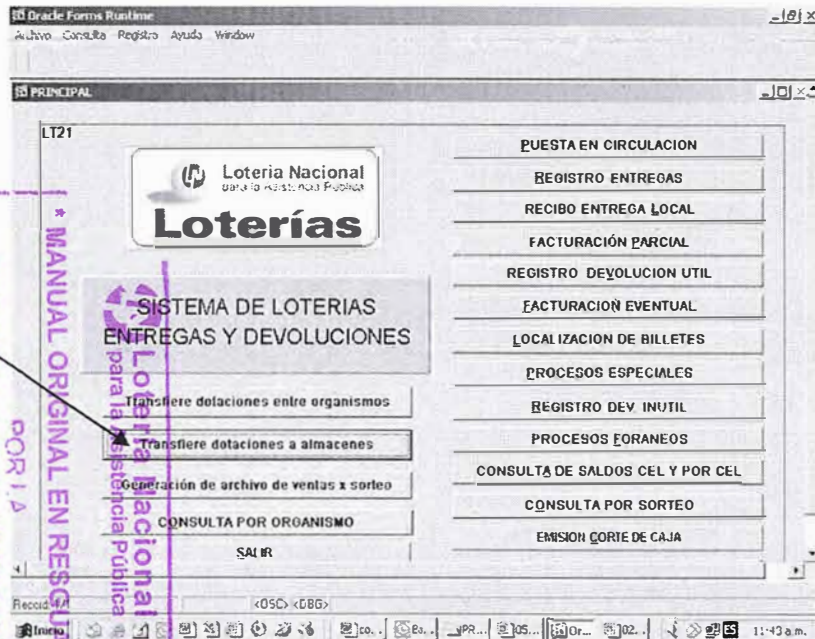 Oracle Forms Runtime
Archivo Consulta Registro Ayuda Window
PRINCIPAL
LT21
Lotería Nacional
para la Asistencia Pública
Loterías
SISTEMA DE LOTERIAS
ENTREGAS Y DEVOLUCIONES
Transfiere dotaciones entre organismos
Transfiere dotaciones a almacenes
Generación de archivo de ventas x sorteo
CONSULTA POR ORGANISMO
SALIR
PUESTA EN CIRCULACION
REGISTRO ENTREGAS
RECIBO ENTREGA LOCAL
FACTURACIÓN PARCIAL
REGISTRO DEVOLUCION UTIL
FACTURACION EVENTUAL
LOCALIZACION DE BILLETES
PROCESOS ESPECIALES
REGISTRO DEV. INUTIL
PROCESOS FORANEOS
CONSULTA DE SALDOS CEL Y POR CEL
CONSULTA POR SORTEO
EMISION CORTE DE CAJA
* MANUAL ORIGINAL EN RESGU
POR LA
Lotería Nacional
para la Asistencia Pública
<OSC> <DBG>
Inicio
ES 11:43 a.m.